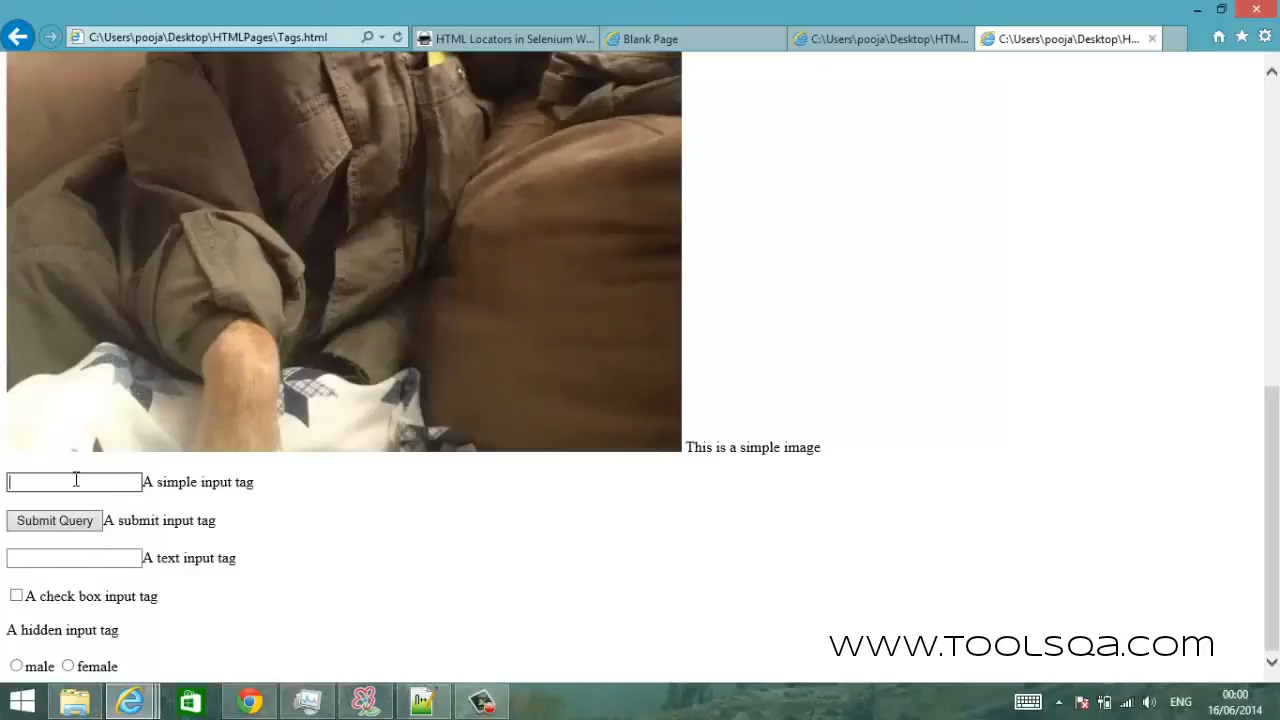 C:\Users\pooja\Desktop\HTMLPages\Tags.html
HTML Locators in Selenium W...
Blank Page
C:\Users\pooja\Desktop\HTM...
C:\Users\pooja\Desktop\H...
This is a simple image
A simple input tag
Submit Query A submit input tag
A text input tag
A check box input tag
A hidden input tag
male female
www.TOOLSQA.com
ENG
00:00
16/06/2014